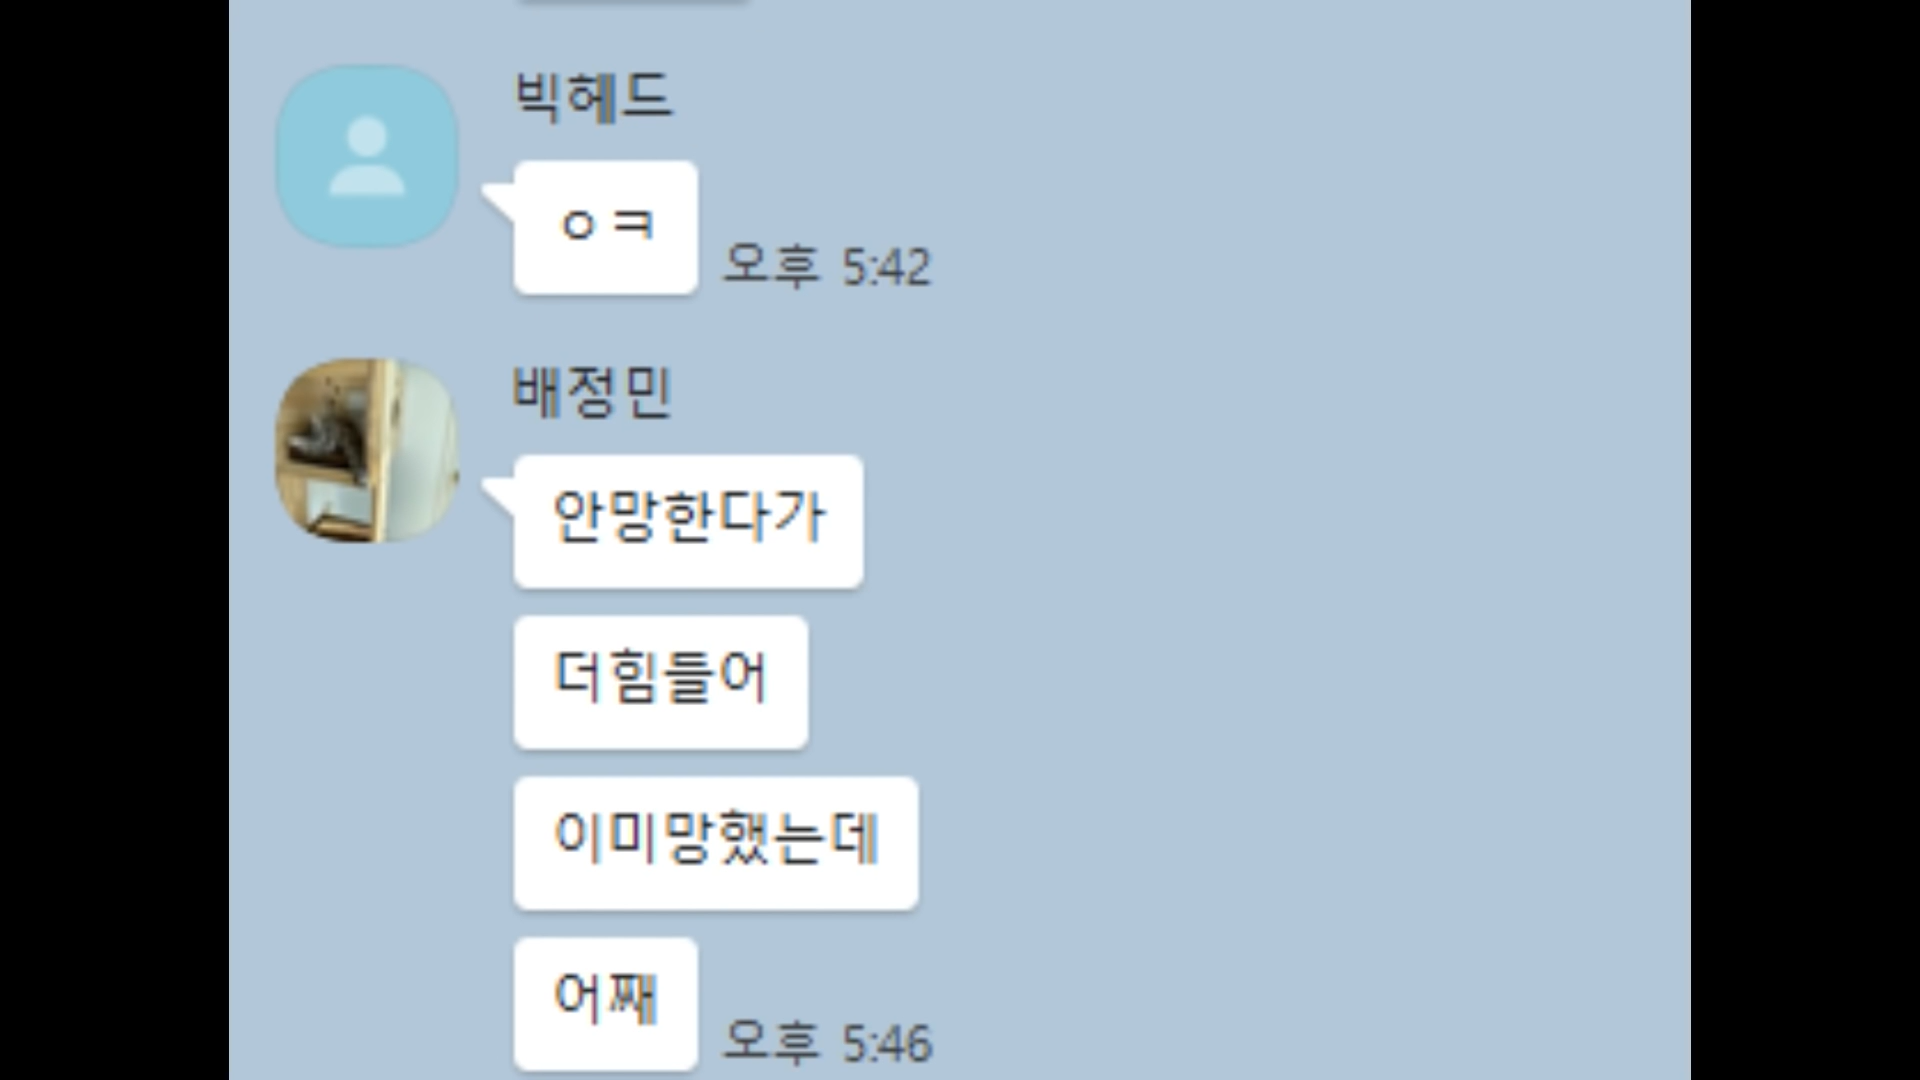 빅헤드
ㅇㅋ
오후 5:42
배정민
안망한다가
더힘들어
이미망했는데
어째
오후 5:46